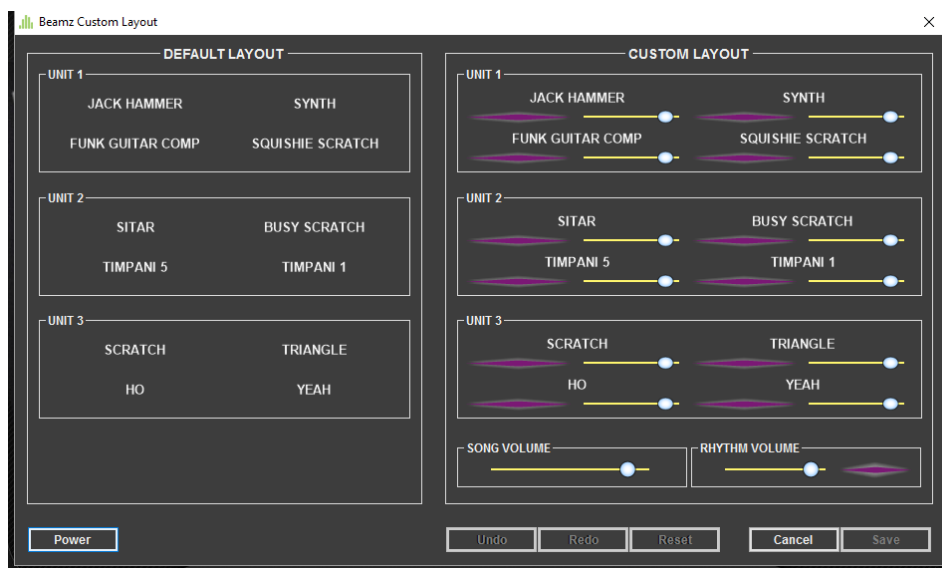 Beamz Custom Layout
DEFAULT LAYOUT
UNIT 1
JACK HAMMER SYNTH
FUNK GUITAR COMP SQUISHIE SCRATCH
UNIT 2
SITAR BUSY SCRATCH
TIMPANI 5 TIMPANI 1
UNIT 3
SCRATCH TRIANGLE
HO YEAH
CUSTOM LAYOUT
UNIT 1
JACK HAMMER SYNTH
FUNK GUITAR COMP SQUISHIE SCRATCH
UNIT 2
SITAR BUSY SCRATCH
TIMPANI 5 TIMPANI 1
UNIT 3
SCRATCH TRIANGLE
HO YEAH
SONG VOLUME RHYTHM VOLUME
Power Undo Redo Reset Cancel Save